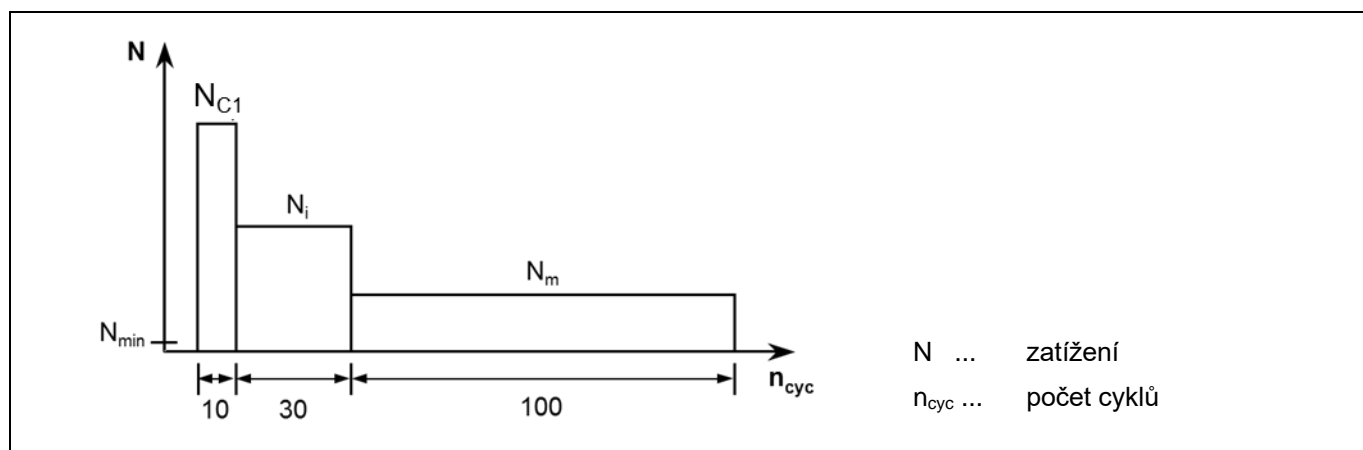 N
N_C1
N_i
N_m
N_min
n_cyc
10
30
100
N ... zatížení
n_cyc ... počet cyklů